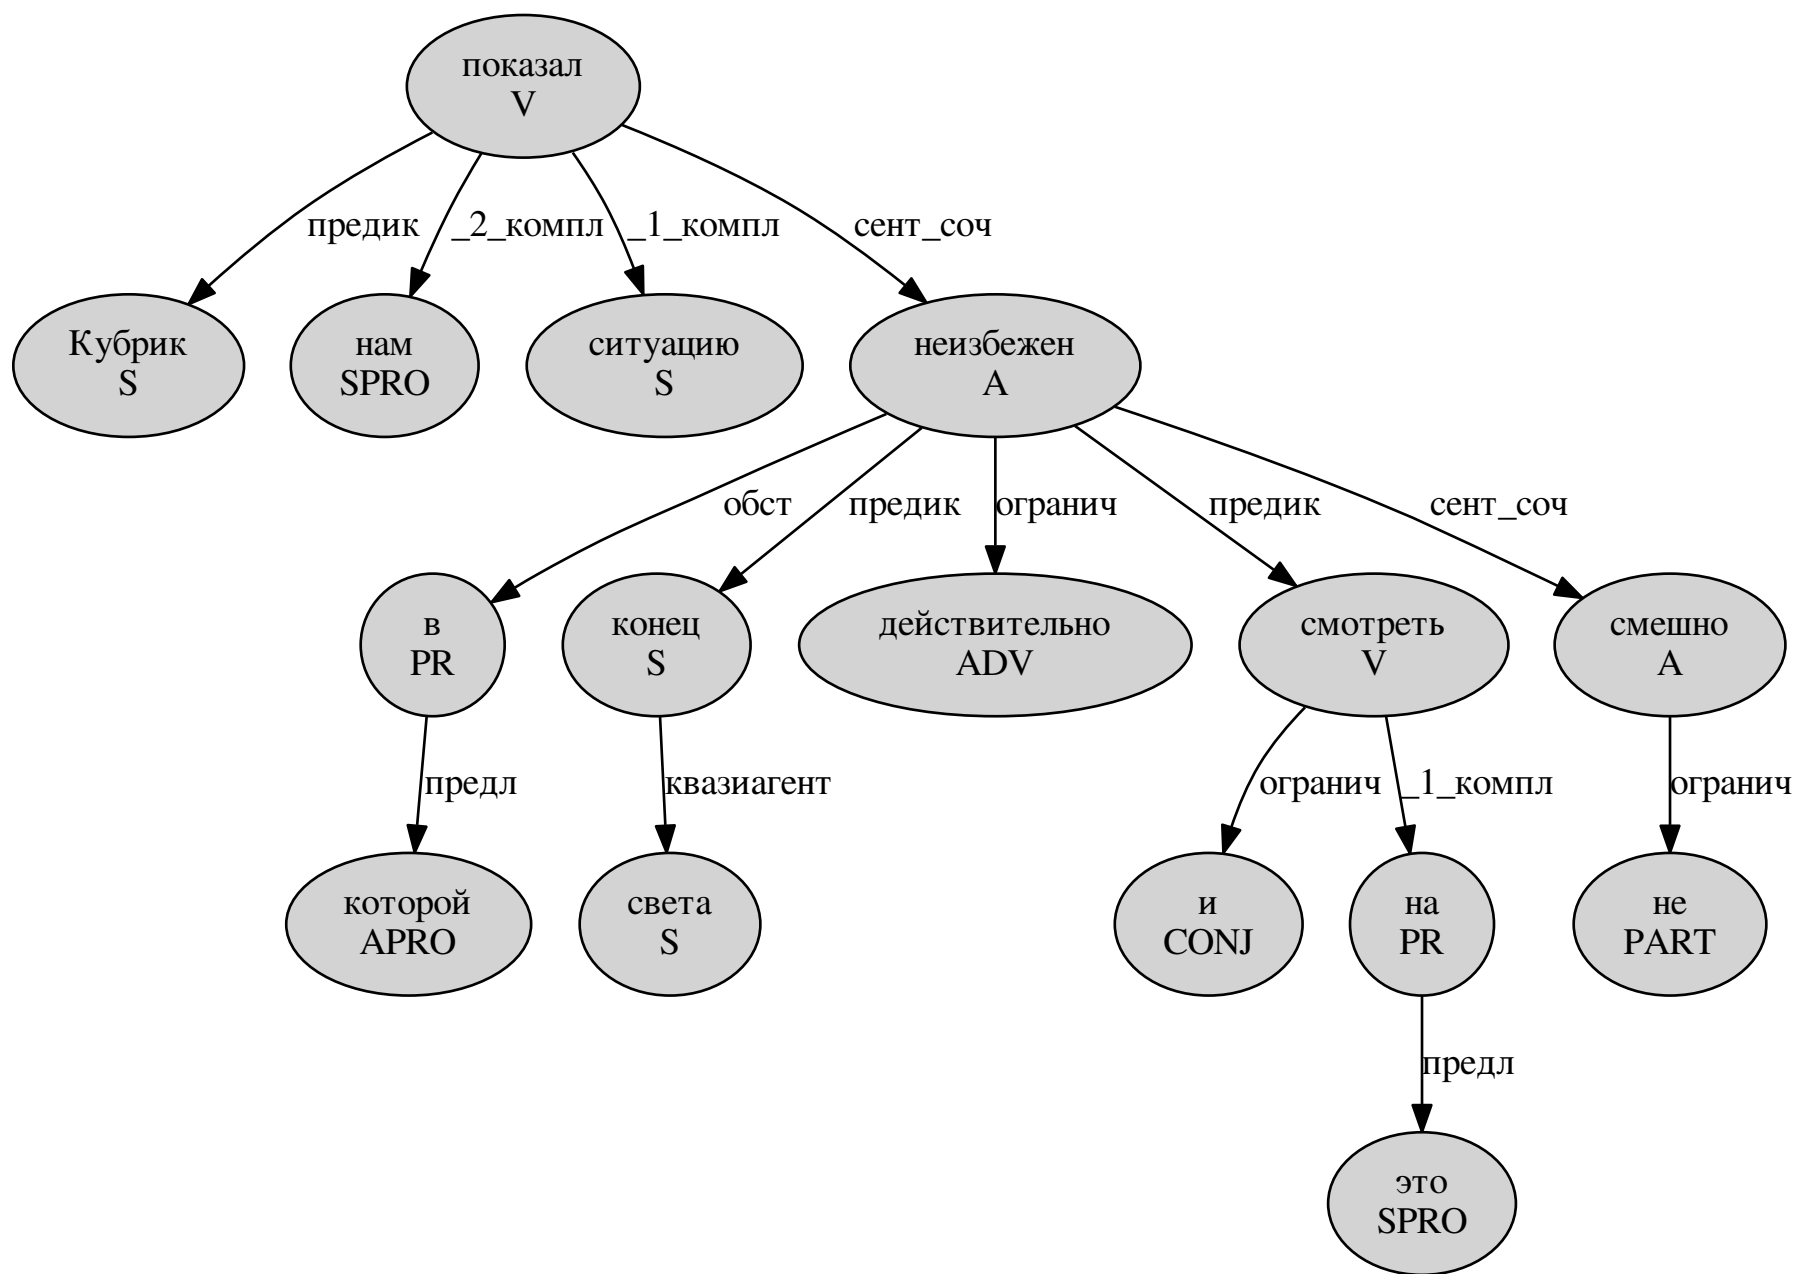 показал
V
предик
_2_компл
_1_компл
сент_соч
Кубрик
S
нам
SPRO
ситуацию
S
неизбежен
A
обст
предик
огранич
предик
сент_соч
в
PR
конец
S
действительно
ADV
смотреть
V
смешно
A
предл
квазиагент
огранич
_1_компл
огранич
которой
APRO
света
S
и
CONJ
на
PR
не
PART
предл
это
SPRO